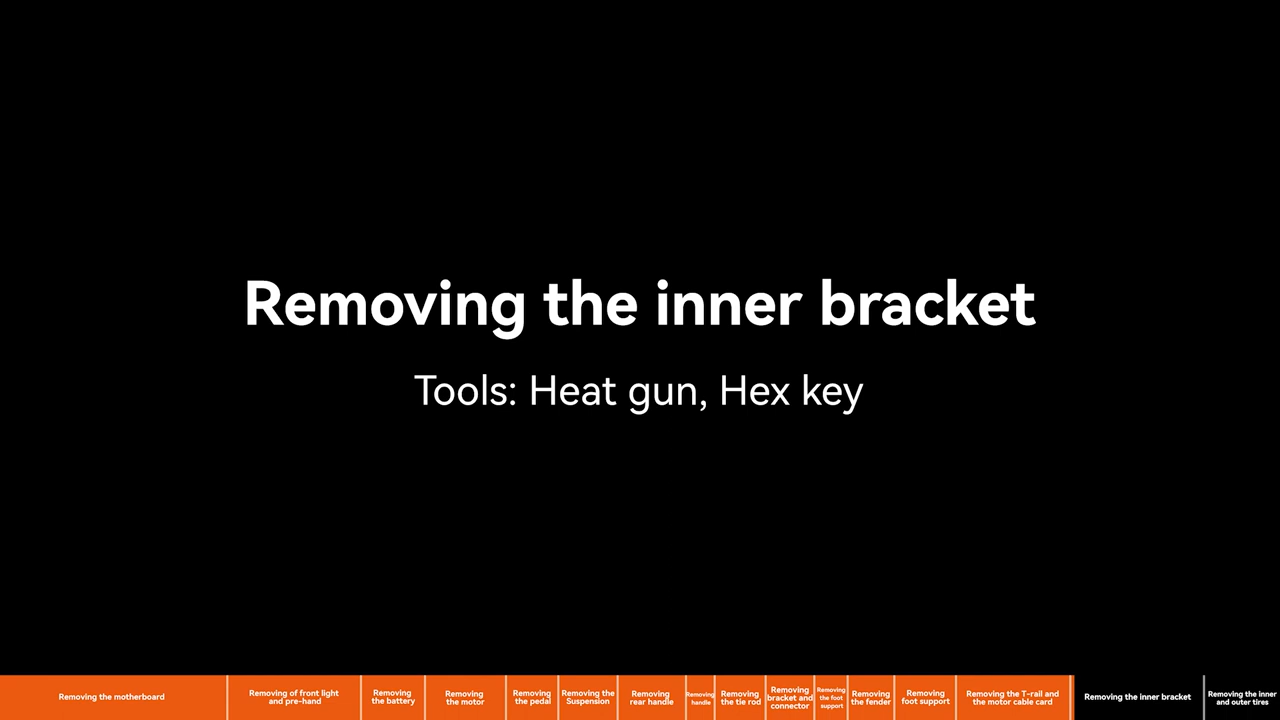 Removing the inner bracket
Tools: Heat gun, Hex key
Removing the motherboard
Removing of front light
and pre-hand
Removing
the battery
Removing
the motor
Removing
the pedal
Removing the
Suspension
Removing
rear handle
Removing
handle
Removing
the tie rod
Removing
bracket and
connector
Removing
the foot
support
Removing
the fender
Removing
foot support
Removing the T-rail and
the motor cable card
Removing the inner bracket
Removing the inner
and outer tires